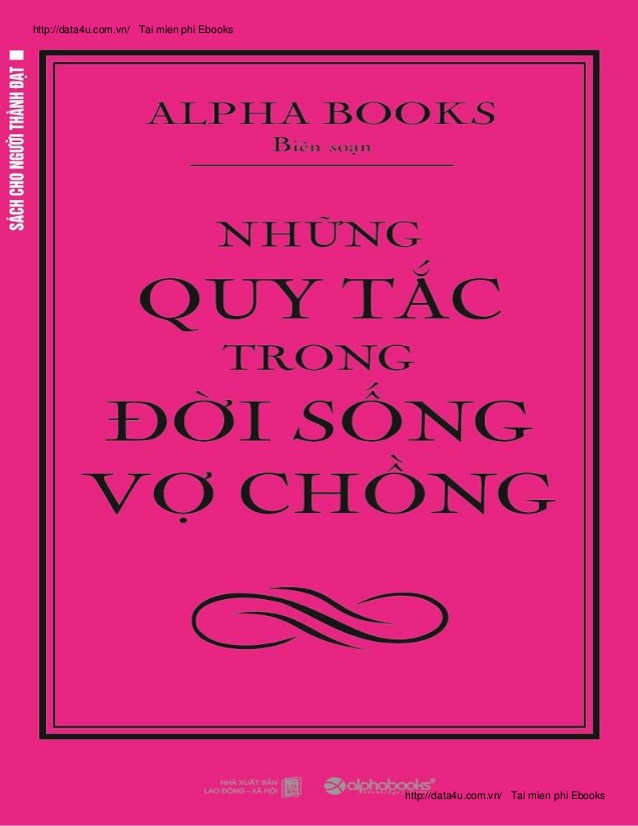 http://data4u.com.vn/ Tai mien phi Ebooks
SÁCH CHO NGƯỜI THÀNH ĐẠT
ALPHA BOOKS
Biên soạn
NHỮNG
QUY TẮC
TRONG
ĐỜI SỐNG
VỢ CHỒNG
NHÀ XUẤT BẢN
LAO ĐỘNG - XÃ HỘI
alphabooks®
knowledge
http://data4u.com.vn/ Tai mien phi Ebooks